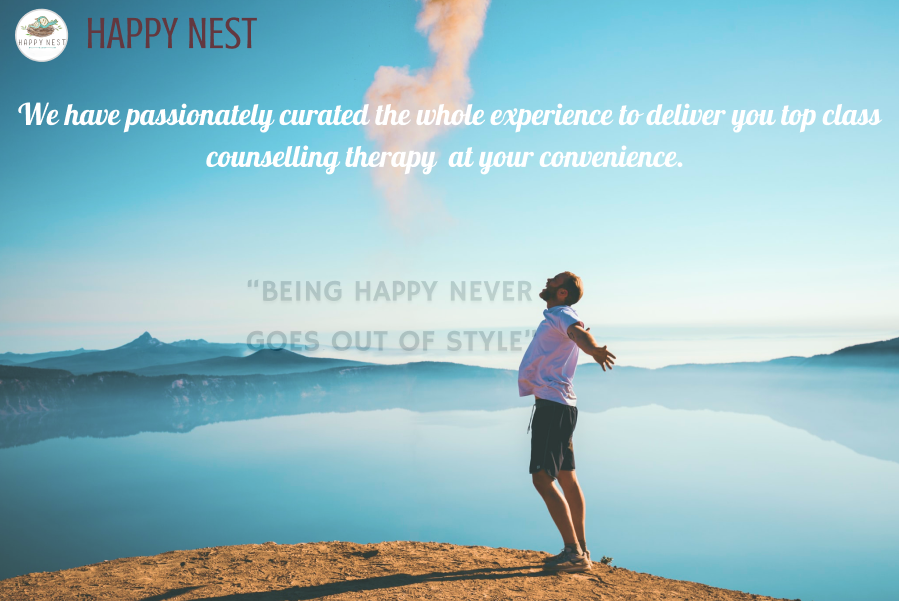 HAPPY NEST
HAPPY NEST
We have passionately curated the whole experience to deliver you top class
counselling therapy at your convenience.
“BEING HAPPY NEVER
GOES OUT OF STYLE”